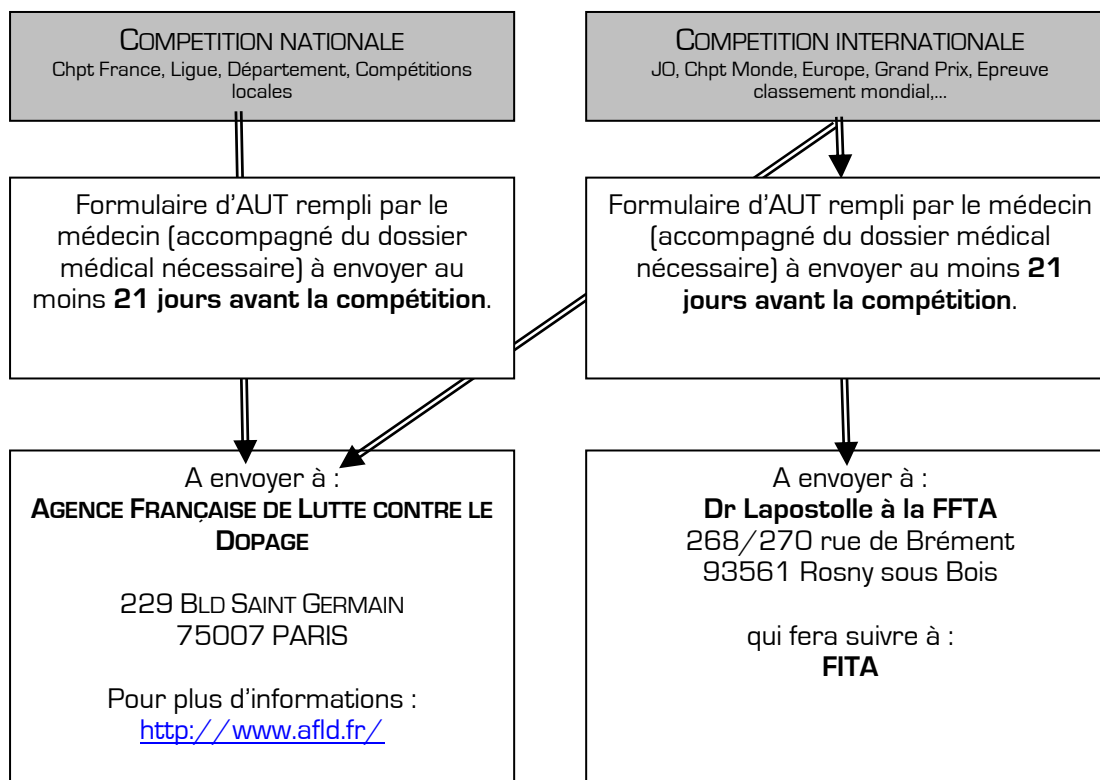 COMPETITION NATIONALE
Chpt France, Ligue, Département, Compétitions
locales
COMPETITION INTERNATIONALE
JO, Chpt Monde, Europe, Grand Prix, Epreuve
classement mondial,...
Formulaire d'AUT rempli par le
médecin (accompagné du dossier
médical nécessaire) à envoyer au
moins 21 jours avant la compétition.
Formulaire d'AUT rempli par le médecin
(accompagné du dossier médical
nécessaire) à envoyer au moins 21
jours avant la compétition.
A envoyer à :
AGENCE FRANÇAISE DE LUTTE CONTRE LE
DOPAGE
229 BLD SAINT GERMAIN
75007 PARIS
Pour plus d'informations :
http://www.afld.fr/
A envoyer à :
Dr Lapostolle à la FFTA
268/270 rue de Brément
93561 Rosny sous Bois
qui fera suivre à :
FITA